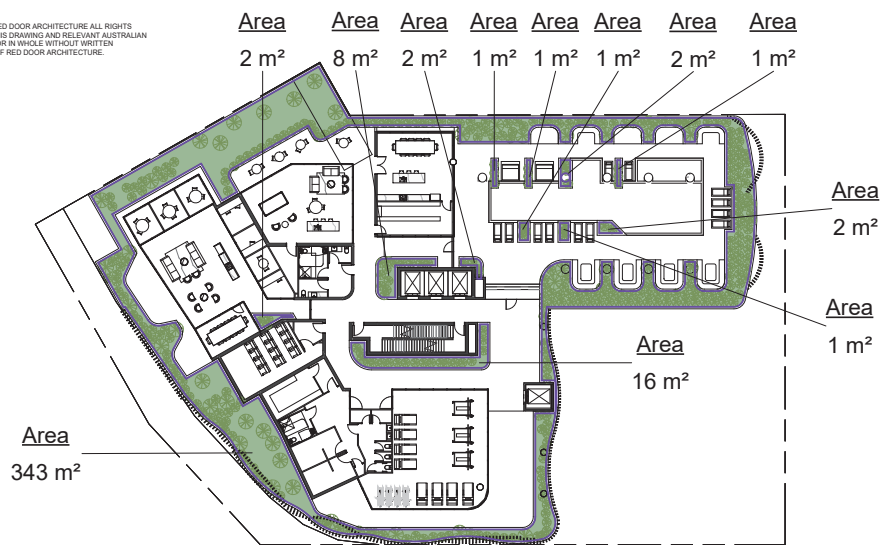 ED DOOR ARCHITECTURE ALL RIGHTS
IS DRAWING AND RELEVANT AUSTRALIAN
OR IN WHOLE WITHOUT WRITTEN
F RED DOOR ARCHITECTURE.
Area
2 m²
Area
8 m²
Area
2 m²
Area
1 m²
Area
1 m²
Area
1 m²
Area
2 m²
Area
1 m²
Area
2 m²
Area
1 m²
Area
16 m²
Area
343 m²